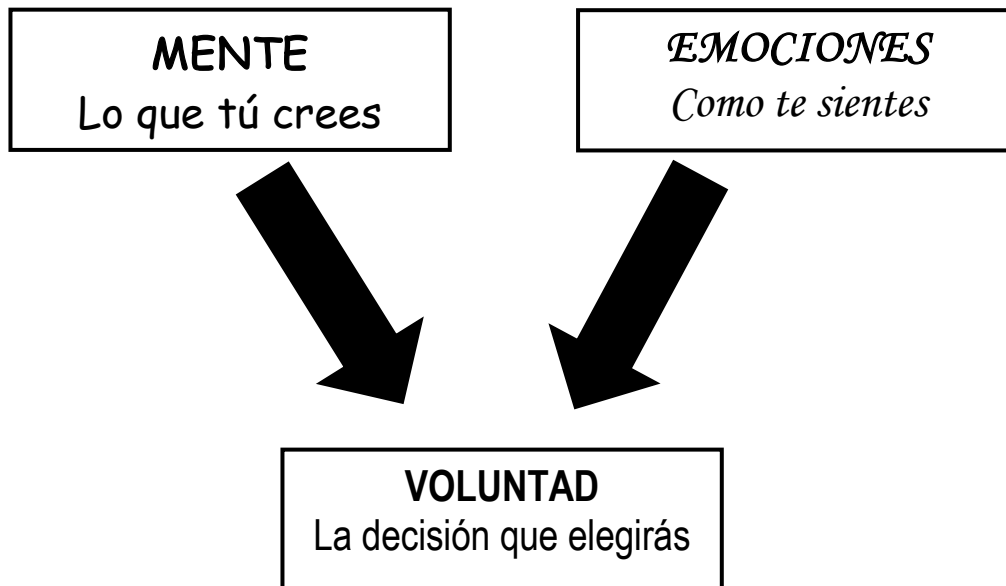 MENTE
Lo que tú crees
EMOCIONES
Como te sientes
VOLUNTAD
La decisión que elegirás